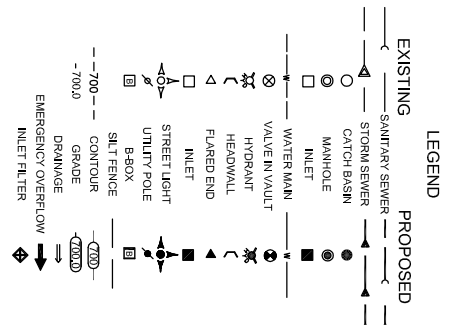 LEGEND
EXISTING PROPOSED
SANITARY SEWER
STORM SEWER
CATCH BASIN
MANHOLE
INLET
W WATER MAIN W
VALVE IN VAULT
HYDRANT
HEADWALL
FLARED END
INLET
STREET LIGHT
UTILITY POLE
B B-BOX B
SILT FENCE
700 CONTOUR 700
700.0 GRADE 700.0
DRAINAGE
EMERGENCY OVERFLOW
INLET FILTER